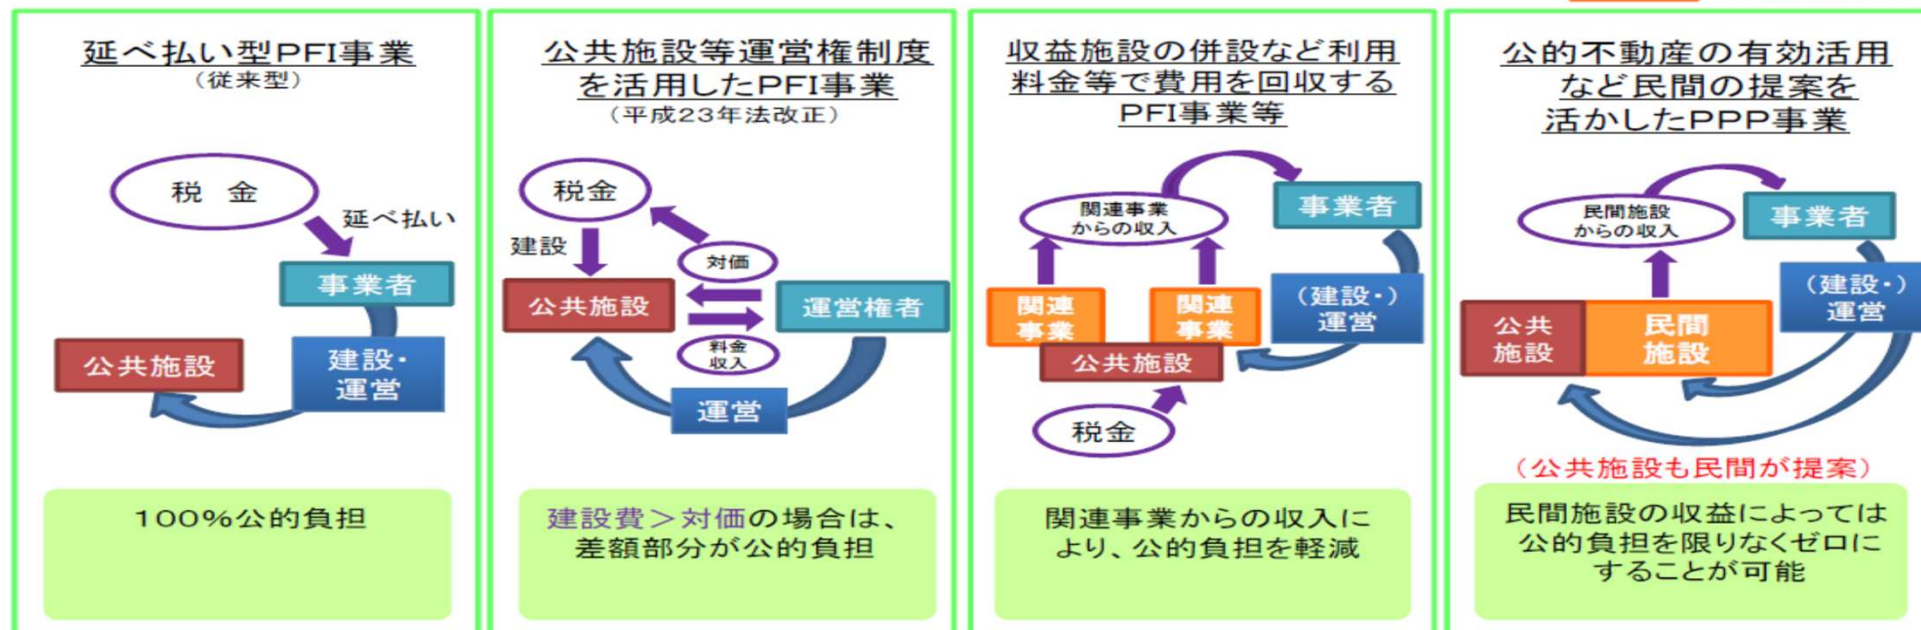 延べ払い型PFI事業
(従来型)
税 金
延べ払い
事業者
公共施設
建設・
運営
100%公的負担
公共施設等運営権制度
を活用したPFI事業
(平成23年法改正)
税金
建設
対価
公共施設
運営権者
料金
収入
運営
建設費>対価の場合は、
差額部分が公的負担
収益施設の併設など利用
料金等で費用を回収する
PFI事業等
関連事業
からの収入
事業者
関連
事業
関連
事業
(建設・)
運営
公共施設
税金
関連事業からの収入に
より、公的負担を軽減
公的不動産の有効活用
など民間の提案を
活かしたPPP事業
民間施設
からの収入
事業者
(建設・)
運営
公共
施設
民間
施設
(公共施設も民間が提案)
民間施設の収益によっては
公的負担を限りなくゼロに
することが可能